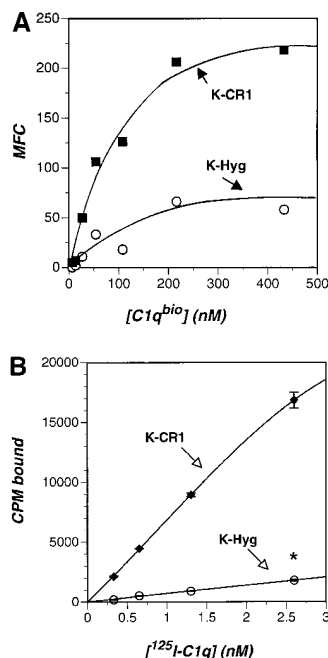 A
250
200
150
100
50
0
MFC
K-CR1
K-Hyg
0 100 200 300 400 500
[C1q^bio] (nM)
B
20000
15000
10000
5000
0
CPM bound
K-CR1
K-Hyg
*
0 0.5 1 1.5 2 2.5 3
[¹²⁵I-C1q] (nM)